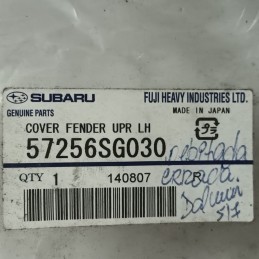 SUBARU
FUJI HEAVY INDUSTRIES LTD.
GENUINE PARTS
MADE IN JAPAN
COVER FENDER UPR LH
57256SG030
QTY 1
140807